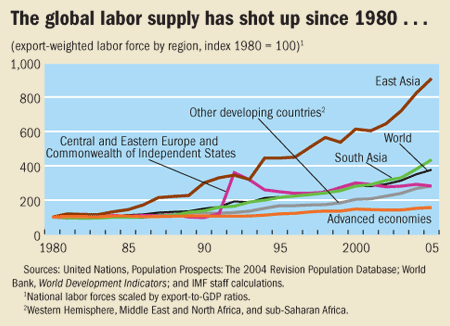 The global labor supply has shot up since 1980 . . .
(export-weighted labor force by region, index 1980 = 100)¹
1,000
East Asia
800
Other developing countries²
600
Central and Eastern Europe and
Commonwealth of Independent States
World
South Asia
400
200
Advanced economies
0
1980 85 90 95 2000 05
Sources: United Nations, Population Prospects: The 2004 Revision Population Database; World
Bank, World Development Indicators; and IMF staff calculations.
¹National labor forces scaled by export-to-GDP ratios.
²Western Hemisphere, Middle East and North Africa, and sub-Saharan Africa.